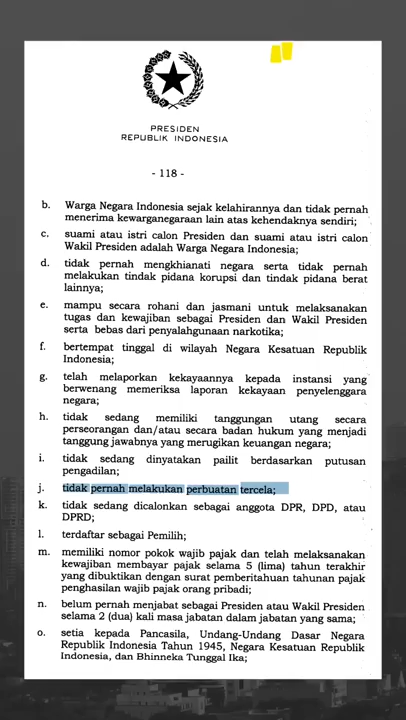 PRESIDEN
REPUBLIK INDONESIA
- 118 -
b. Warga Negara Indonesia sejak kelahirannya dan tidak pernah
menerima kewarganegaraan lain atas kehendaknya sendiri;
c. suami atau istri calon Presiden dan suami atau istri calon
Wakil Presiden adalah Warga Negara Indonesia;
d. tidak pernah mengkhianati negara serta tidak pernah
melakukan tindak pidana korupsi dan tindak pidana berat
lainnya;
e. mampu secara rohani dan jasmani untuk melaksanakan
tugas dan kewajiban sebagai Presiden dan Wakil Presiden
serta bebas dari penyalahgunaan narkotika;
f. bertempat tinggal di wilayah Negara Kesatuan Republik
Indonesia;
g. telah melaporkan kekayaannya kepada instansi yang
berwenang memeriksa laporan kekayaan penyelenggara
negara;
h. tidak sedang memiliki tanggungan utang secara
perseorangan dan/atau secara badan hukum yang menjadi
tanggung jawabnya yang merugikan keuangan negara;
i. tidak sedang dinyatakan pailit berdasarkan putusan
pengadilan;
j. tidak pernah melakukan perbuatan tercela;
k. tidak sedang dicalonkan sebagai anggota DPR, DPD, atau
DPRD;
l. terdaftar sebagai Pemilih;
m. memiliki nomor pokok wajib pajak dan telah melaksanakan
kewajiban membayar pajak selama 5 (lima) tahun terakhir
yang dibuktikan dengan surat pemberitahuan tahunan pajak
penghasilan wajib pajak orang pribadi;
n. belum pernah menjabat sebagai Presiden atau Wakil Presiden
selama 2 (dua) kali masa jabatan dalam jabatan yang sama;
o. setia kepada Pancasila, Undang-Undang Dasar Negara
Republik Indonesia Tahun 1945, Negara Kesatuan Republik
Indonesia, dan Bhinneka Tunggal Ika;